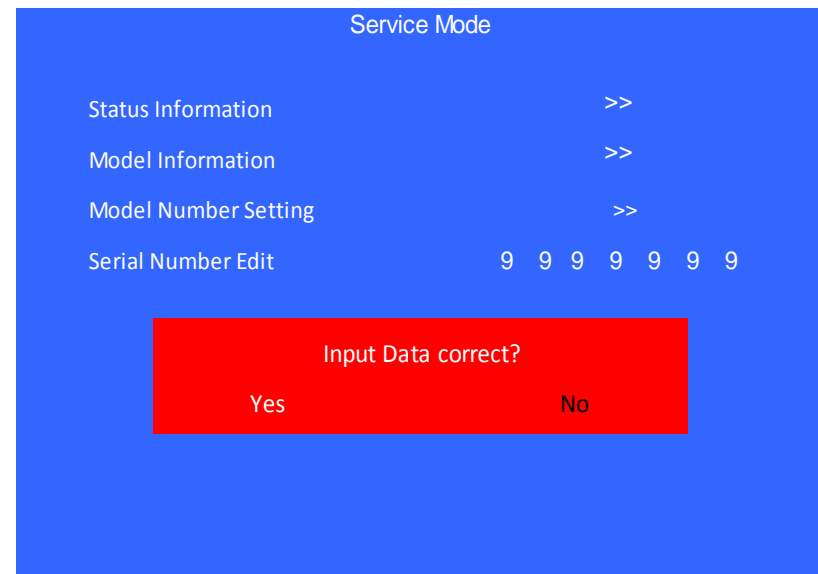 Service Mode
Status Information >>
Model Information >>
Model Number Setting >>
Serial Number Edit 9 9 9 9 9 9 9
Input Data correct?
Yes No